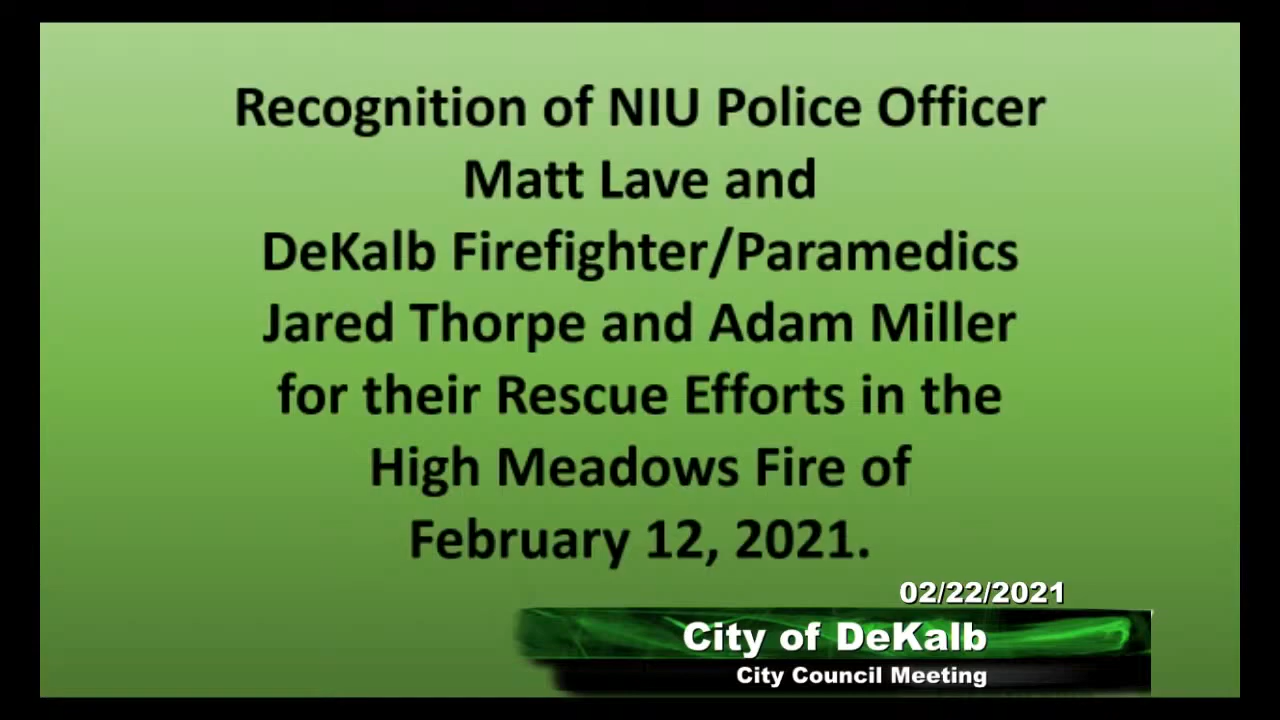 Recognition of NIU Police Officer
Matt Lave and
DeKalb Firefighter/Paramedics
Jared Thorpe and Adam Miller
for their Rescue Efforts in the
High Meadows Fire of
February 12, 2021.
02/22/2021
City of DeKalb
City Council Meeting